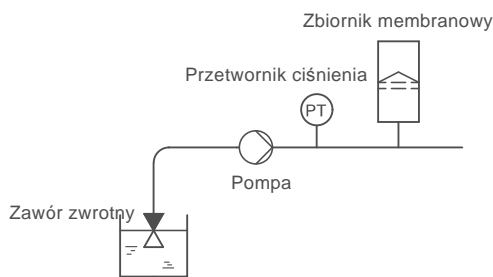 Zbiornik membranowy
Przetwornik ciśnienia
PT
Pompa
Zawór zwrotny